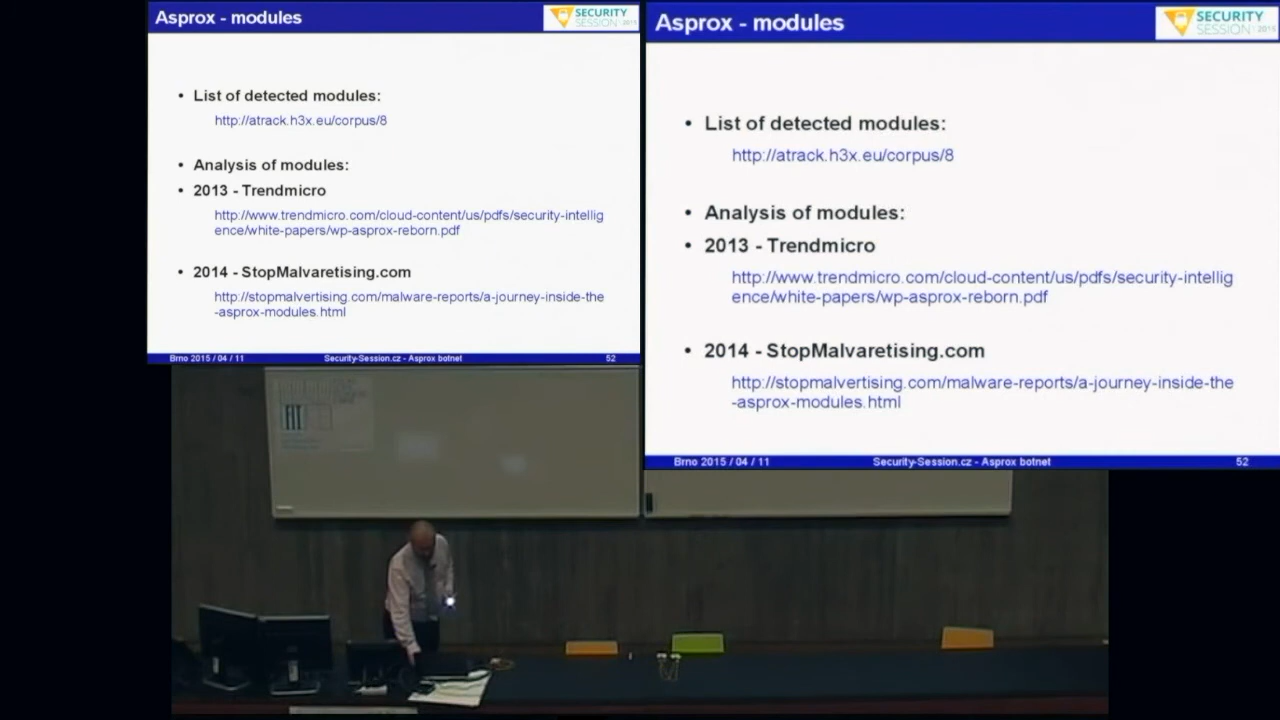 Asprox - modules
SECURITY
SESSION 2015
• List of detected modules:
http://atrack.h3x.eu/corpus/8
• Analysis of modules:
• 2013 - Trendmicro
http://www.trendmicro.com/cloud-content/us/pdfs/security-intellig
ence/white-papers/wp-asprox-reborn.pdf
• 2014 - StopMalvaretising.com
http://stopmalvertising.com/malware-reports/a-journey-inside-the
-asprox-modules.html
Brno 2015 / 04 / 11
Security-Session.cz - Asprox botnet
52
Asprox - modules
SECURITY
SESSION 2015
• List of detected modules:
http://atrack.h3x.eu/corpus/8
• Analysis of modules:
• 2013 - Trendmicro
http://www.trendmicro.com/cloud-content/us/pdfs/security-intellig
ence/white-papers/wp-asprox-reborn.pdf
• 2014 - StopMalvaretising.com
http://stopmalvertising.com/malware-reports/a-journey-inside-the
-asprox-modules.html
Brno 2015 / 04 / 11
Security-Session.cz - Asprox botnet
52